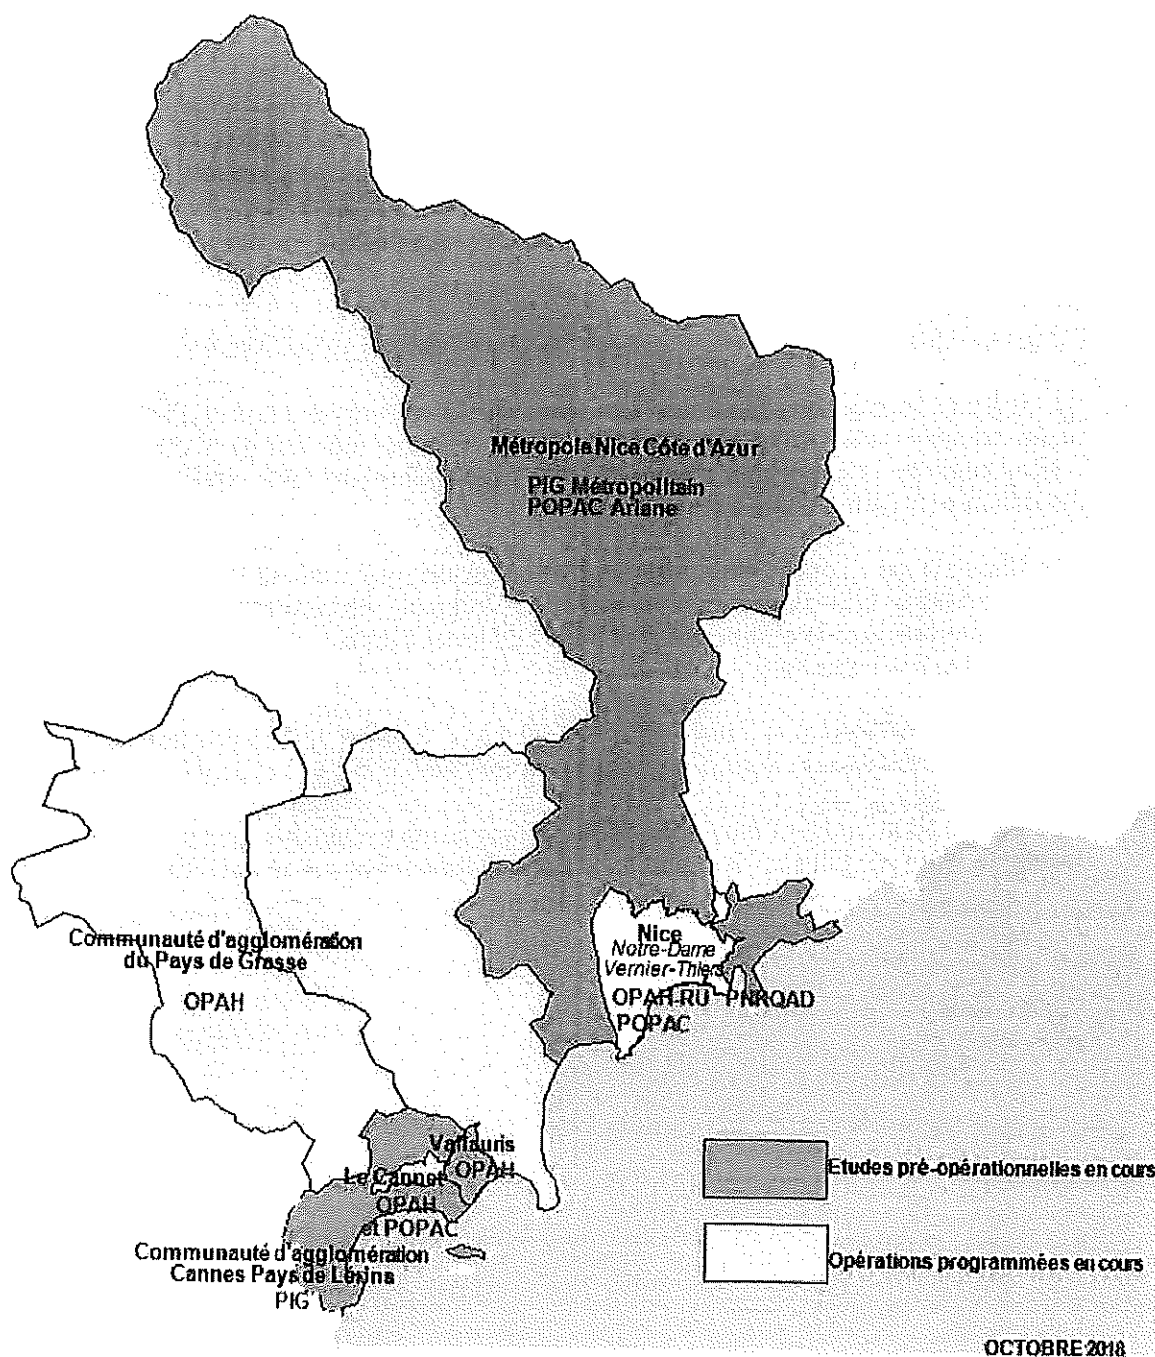 Métropole Nice Côte d'Azur
PIG Métropolitain
POPAC Ariane
Nice
Notre-Dame
Vernier-Thiers
OPAH-RU PNRQAD
POPAC
Communauté d'agglomération
du Pays de Grasse
OPAH
Vallauris
OPAH
Le Cannet
OPAH
et POPAC
Communauté d'agglomération
Cannes Pays de Lérins
PIG
Etudes pré-opérationnelles en cours
Opérations programmées en cours
OCTOBRE 2018